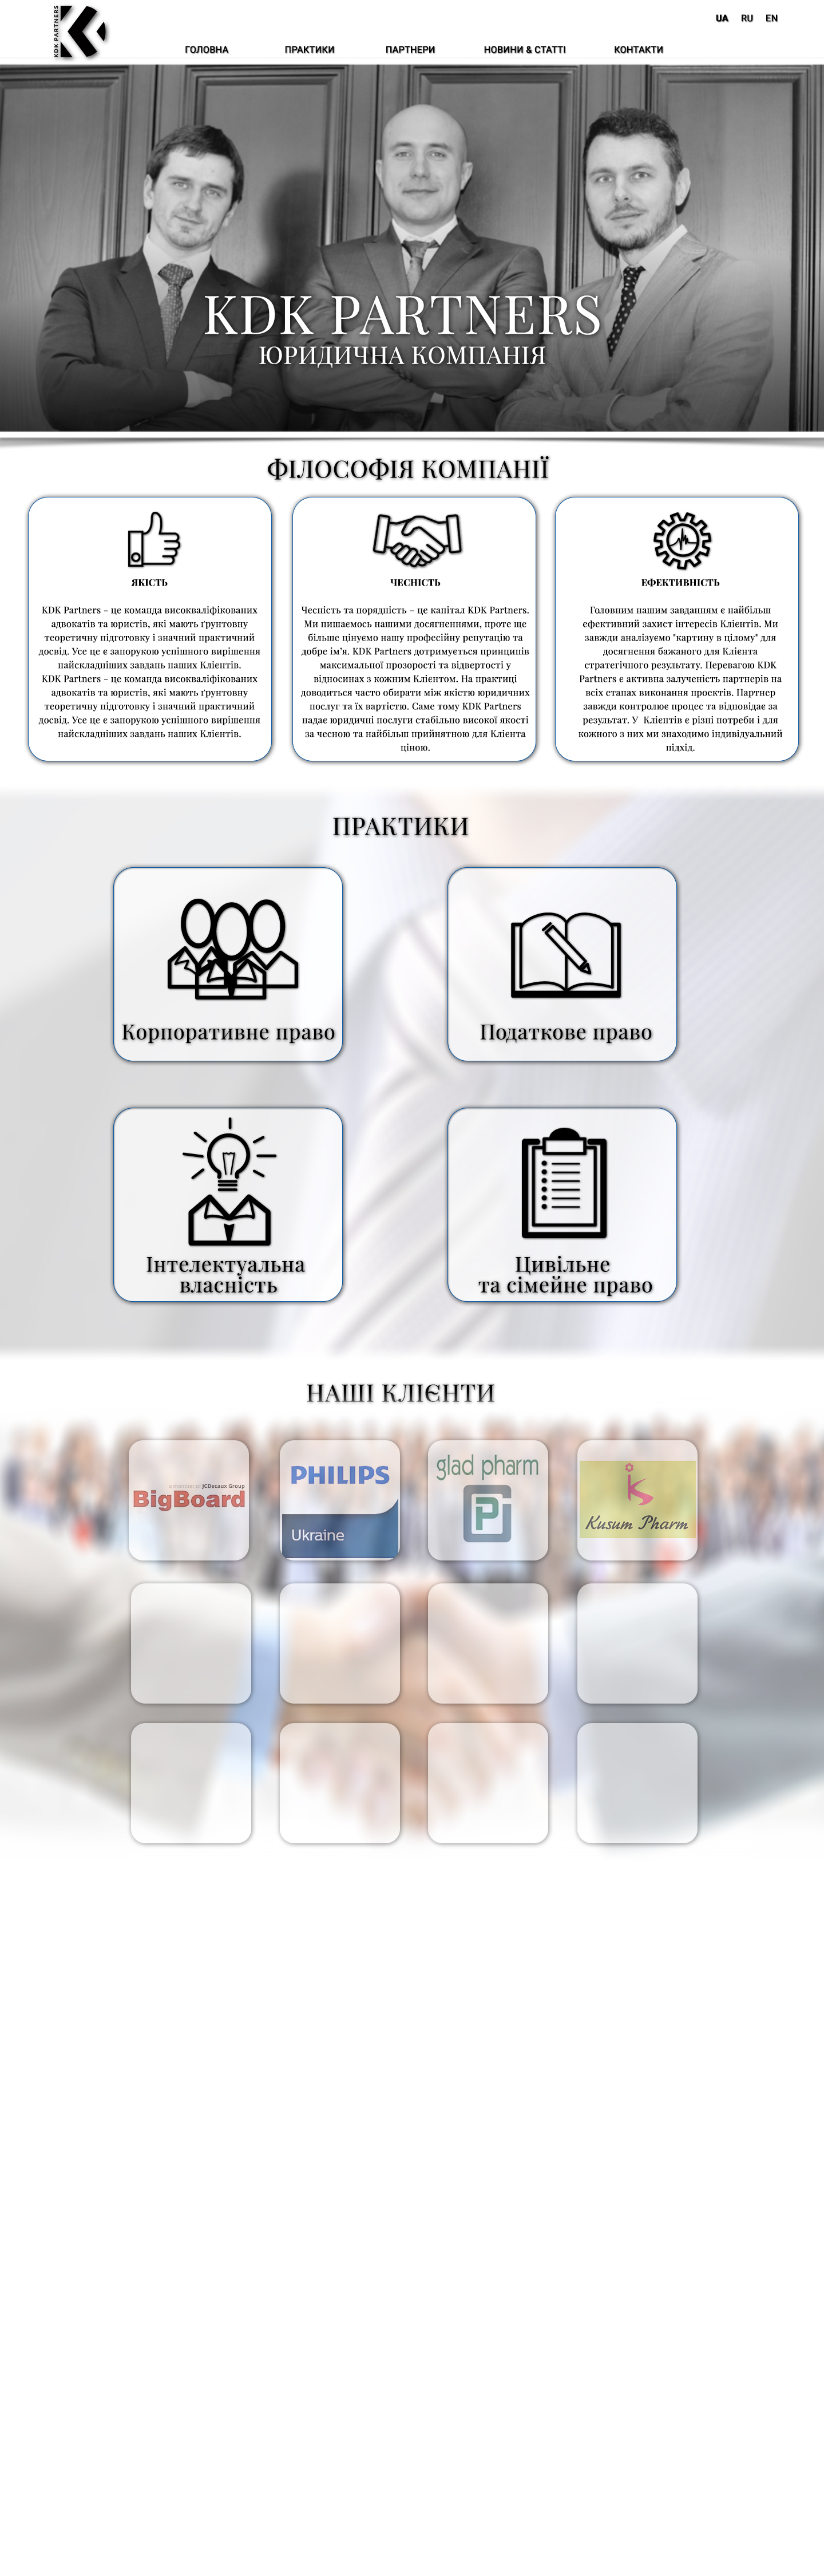 KDK PARTNERS
UA RU EN
ГОЛОВНА ПРАКТИКИ ПАРТНЕРИ НОВИНИ & СТАТТІ КОНТАКТИ
KDK PARTNERS
ЮРИДИЧНА КОМПАНІЯ
ФІЛОСОФІЯ КОМПАНІЇ
ЯКІСТЬ
KDK Partners – це команда висококваліфікованих
адвокатів та юристів, які мають ґрунтовну
теоретичну підготовку і значний практичний
досвід. Усе це є запорукою успішного вирішення
найскладніших завдань наших Клієнтів.
KDK Partners – це команда висококваліфікованих
адвокатів та юристів, які мають ґрунтовну
теоретичну підготовку і значний практичний
досвід. Усе це є запорукою успішного вирішення
найскладніших завдань наших Клієнтів.
ЧЕСНІСТЬ
Чесність та порядність – це капітал KDK Partners.
Ми пишаємось нашими досягненнями, проте ще
більше цінуємо нашу професійну репутацію та
добре ім'я. KDK Partners дотримується принципів
максимальної прозорості та відвертості у
відносинах з кожним Клієнтом. На практиці
доводиться часто обирати між якістю юридичних
послуг та їх вартістю. Саме тому KDK Partners
надає юридичні послуги стабільно високої якості
за чесною та найбільш прийнятною для Клієнта
ціною.
ЕФЕКТИВНІСТЬ
Головним нашим завданням є найбільш
ефективний захист інтересів Клієнтів. Ми
завжди аналізуємо "картину в цілому" для
досягнення бажаного для Клієнта
стратегічного результату. Перевагою KDK
Partners є активна залученість партнерів на
всіх етапах виконання проектів. Партнер
завжди контролює процес та відповідає за
результат. У Клієнтів є різні потреби і для
кожного з них ми знаходимо індивідуальний
підхід.
ПРАКТИКИ
Корпоративне право
Податкове право
Інтелектуальна
власність
Цивільне
та сімейне право
НАШІ КЛІЄНТИ
a member of JCDecaux Group
BigBoard
PHILIPS
Ukraine
glad pharm
P
Kusum Pharm